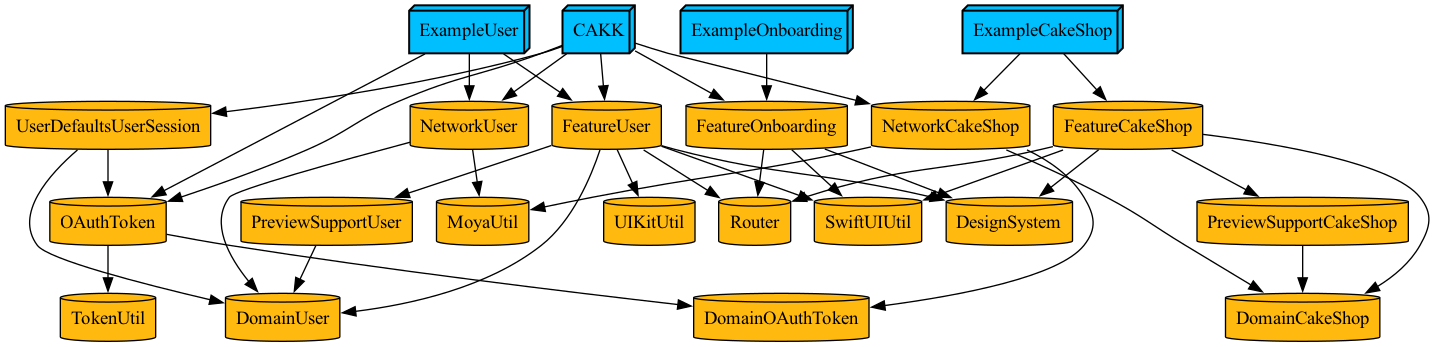 ExampleUser
CAKK
ExampleOnboarding
ExampleCakeShop
UserDefaultsUserSession
NetworkUser
FeatureUser
FeatureOnboarding
NetworkCakeShop
FeatureCakeShop
OAuthToken
PreviewSupportUser
MoyaUtil
UIKitUtil
Router
SwiftUIUtil
DesignSystem
PreviewSupportCakeShop
TokenUtil
DomainUser
DomainOAuthToken
DomainCakeShop